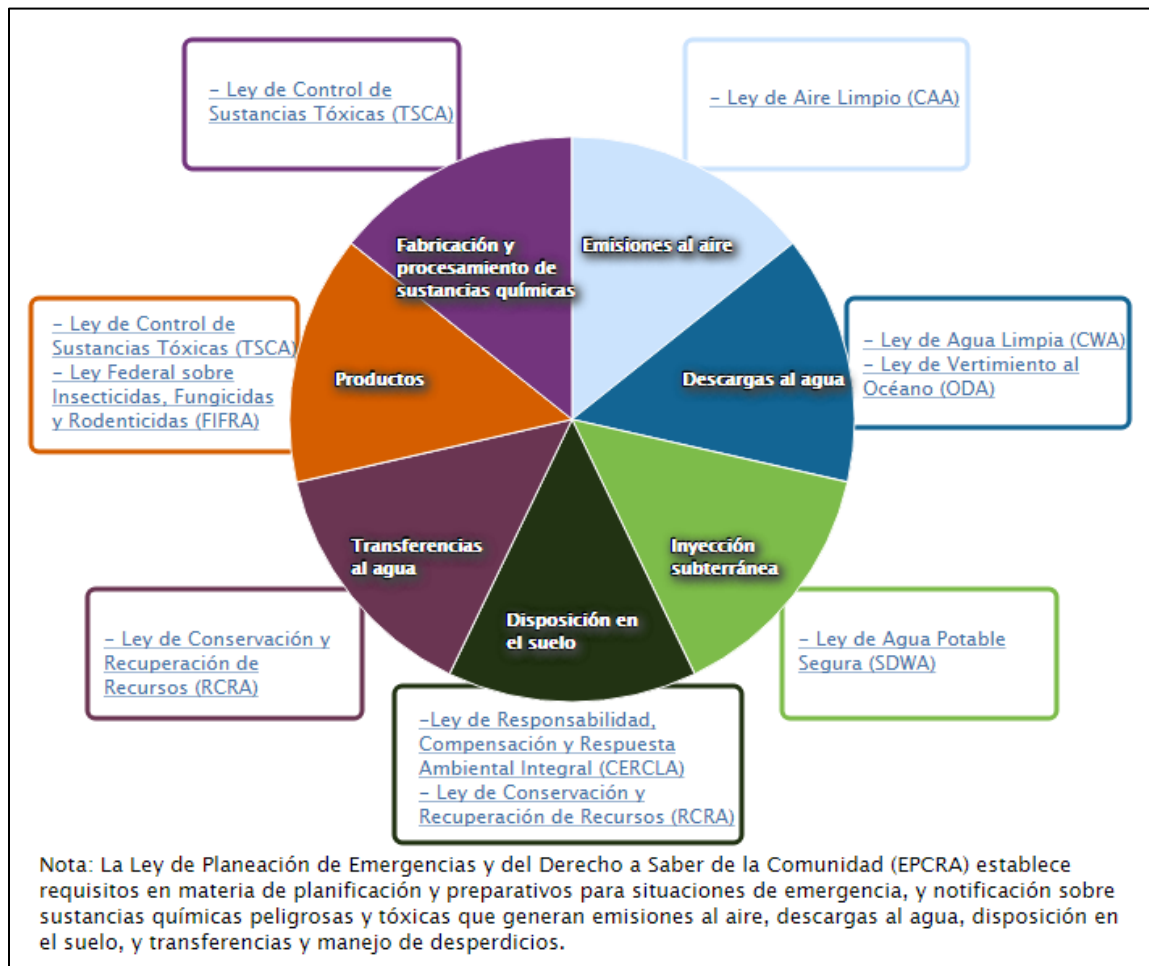 - Ley de Control de
Sustancias Tóxicas (TSCA)
- Ley de Aire Limpio (CAA)
Fabricación y
procesamiento de
sustancias químicas
Emisiones al aire
- Ley de Control de
Sustancias Tóxicas (TSCA)
- Ley Federal sobre
Insecticidas, Fungicidas
y Rodenticidas (FIFRA)
Productos
Descargas al agua
- Ley de Agua Limpia (CWA)
- Ley de Vertimiento al
Océano (ODA)
Transferencias
al agua
Inyección
subterránea
Disposición en
el suelo
- Ley de Conservación y
Recuperación de
Recursos (RCRA)
- Ley de Agua Potable
Segura (SDWA)
-Ley de Responsabilidad,
Compensación y Respuesta
Ambiental Integral (CERCLA)
- Ley de Conservación y
Recuperación de Recursos (RCRA)
Nota: La Ley de Planeación de Emergencias y del Derecho a Saber de la Comunidad (EPCRA) establece
requisitos en materia de planificación y preparativos para situaciones de emergencia, y notificación sobre
sustancias químicas peligrosas y tóxicas que generan emisiones al aire, descargas al agua, disposición en
el suelo, y transferencias y manejo de desperdicios.